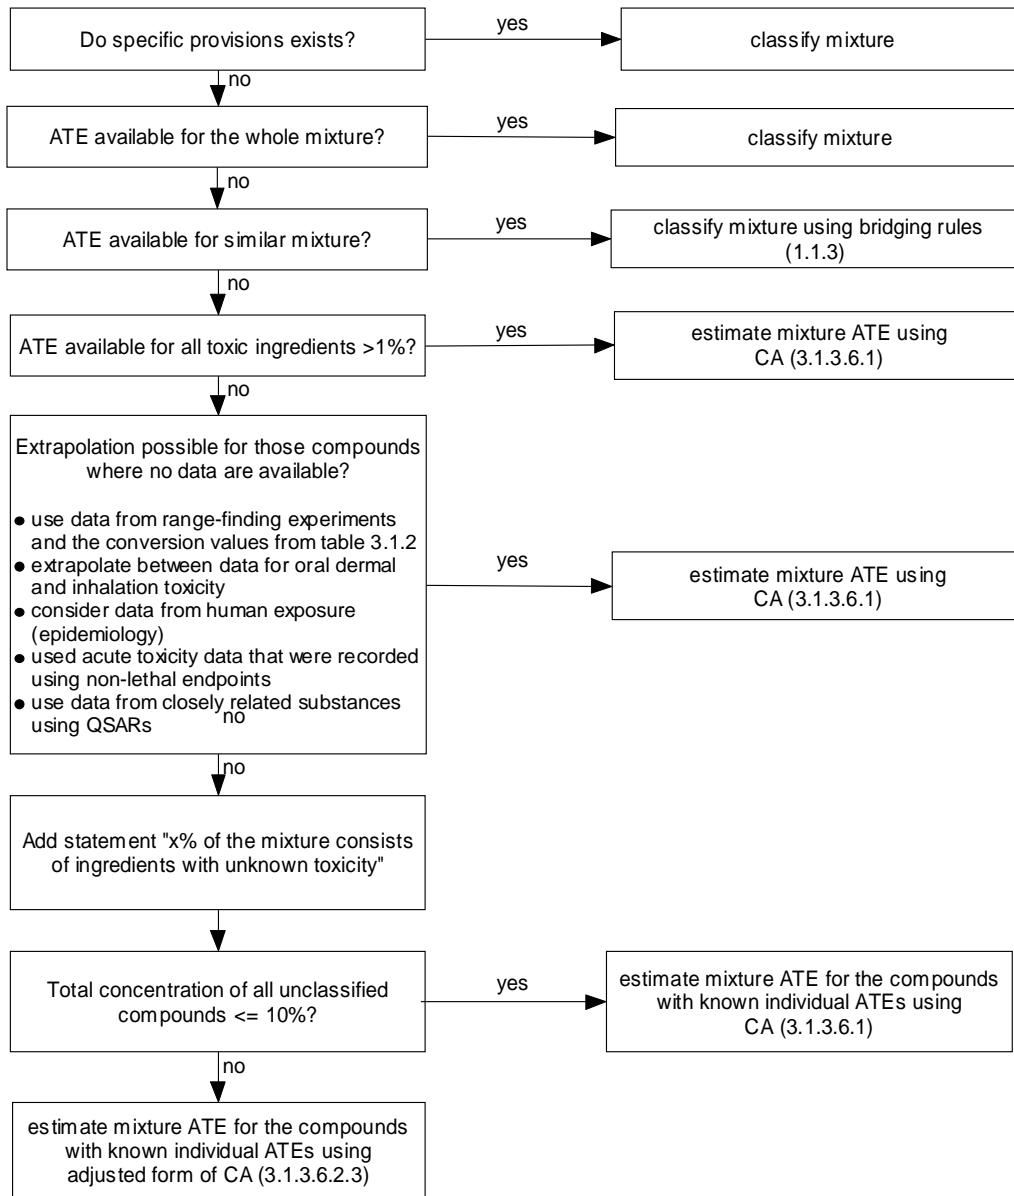 Do specific provisions exists?
yes
classify mixture
no
ATE available for the whole mixture?
yes
classify mixture
no
ATE available for similar mixture?
yes
classify mixture using bridging rules
(1.1.3)
no
ATE available for all toxic ingredients >1%?
yes
estimate mixture ATE using
CA (3.1.3.6.1)
no
Extrapolation possible for those compounds
where no data are available?
● use data from range-finding experiments
and the conversion values from table 3.1.2
● extrapolate between data for oral dermal
and inhalation toxicity
● consider data from human exposure
(epidemiology)
● used acute toxicity data that were recorded
using non-lethal endpoints
● use data from closely related substances
using QSARs
no
yes
estimate mixture ATE using
CA (3.1.3.6.1)
no
Add statement "x% of the mixture consists
of ingredients with unknown toxicity"
Total concentration of all unclassified
compounds <= 10%?
yes
estimate mixture ATE for the compounds
with known individual ATEs using
CA (3.1.3.6.1)
no
estimate mixture ATE for the compounds
with known individual ATEs using
adjusted form of CA (3.1.3.6.2.3)